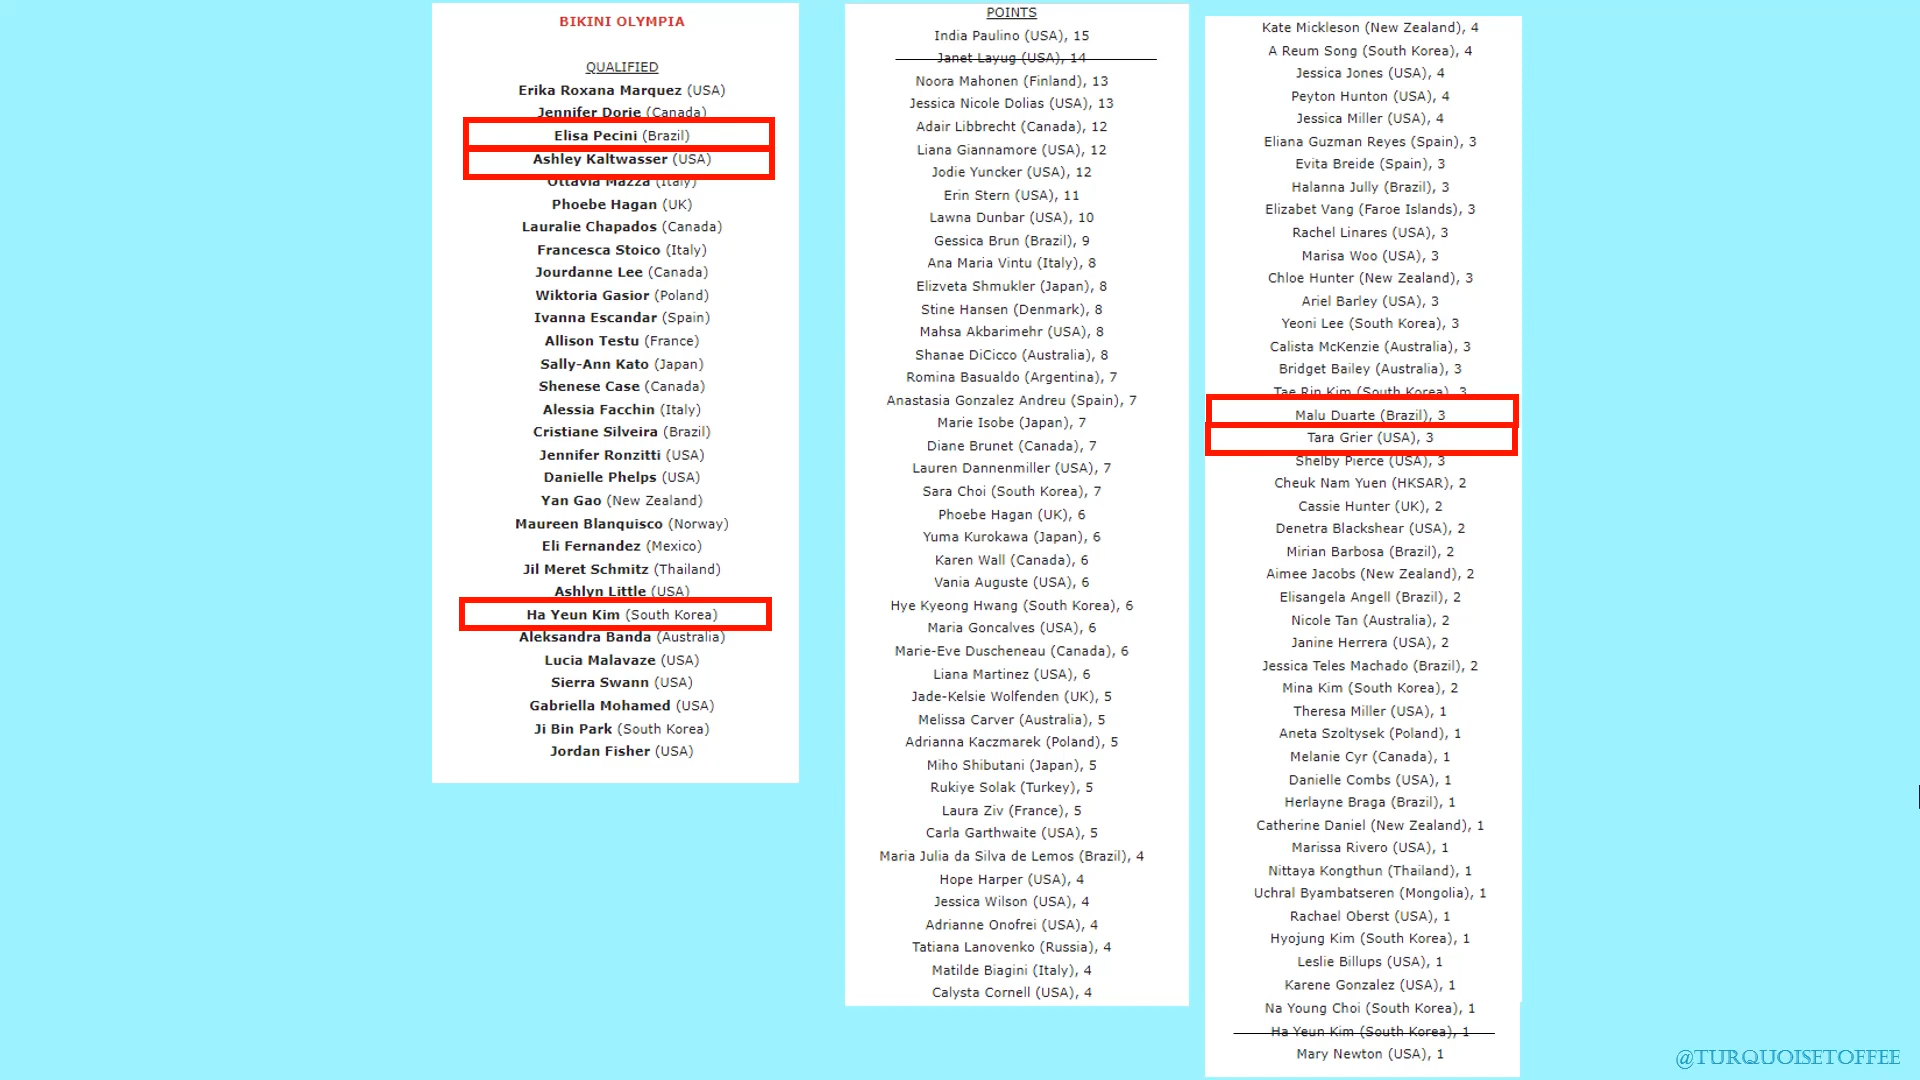 BIKINI OLYMPIA
QUALIFIED
Erika Roxana Marquez (USA)
Jennifer Dorie (Canada)
Elisa Pecini (Brazil)
Ashley Kaltwasser (USA)
Ottavia Mazza (Italy)
Phoebe Hagan (UK)
Lauralie Chapados (Canada)
Francesca Stoico (Italy)
Jourdanne Lee (Canada)
Wiktoria Gasior (Poland)
Ivanna Escandar (Spain)
Allison Testu (France)
Sally-Ann Kato (Japan)
Shenese Case (Canada)
Alessia Facchin (Italy)
Cristiane Silveira (Brazil)
Jennifer Ronzitti (USA)
Danielle Phelps (USA)
Yan Gao (New Zealand)
Maureen Blanquisco (Norway)
Eli Fernandez (Mexico)
Jil Meret Schmitz (Thailand)
Ashlyn Little (USA)
Ha Yeun Kim (South Korea)
Aleksandra Banda (Australia)
Lucia Malavaze (USA)
Sierra Swann (USA)
Gabriella Mohamed (USA)
Ji Bin Park (South Korea)
Jordan Fisher (USA)
POINTS
India Paulino (USA), 15
Janet Layug (USA), 14
Noora Mahonen (Finland), 13
Jessica Nicole Dolias (USA), 13
Adair Libbrecht (Canada), 12
Liana Giannamore (USA), 12
Jodie Yuncker (USA), 12
Erin Stern (USA), 11
Lawna Dunbar (USA), 10
Gessica Brun (Brazil), 9
Ana Maria Vintu (Italy), 8
Elizveta Shmukler (Japan), 8
Stine Hansen (Denmark), 8
Mahsa Akbarimehr (USA), 8
Shanae DiCicco (Australia), 8
Romina Basualdo (Argentina), 7
Anastasia Gonzalez Andreu (Spain), 7
Marie Isobe (Japan), 7
Diane Brunet (Canada), 7
Lauren Dannenmiller (USA), 7
Sara Choi (South Korea), 7
Phoebe Hagan (UK), 6
Yuma Kurokawa (Japan), 6
Karen Wall (Canada), 6
Vania Auguste (USA), 6
Hye Kyeong Hwang (South Korea), 6
Maria Goncalves (USA), 6
Marie-Eve Duscheneau (Canada), 6
Liana Martinez (USA), 6
Jade-Kelsie Wolfenden (UK), 5
Melissa Carver (Australia), 5
Adrianna Kaczmarek (Poland), 5
Miho Shibutani (Japan), 5
Rukiye Solak (Turkey), 5
Laura Ziv (France), 5
Carla Garthwaite (USA), 5
Maria Julia da Silva de Lemos (Brazil), 4
Hope Harper (USA), 4
Jessica Wilson (USA), 4
Adrianne Onofrei (USA), 4
Tatiana Lanovenko (Russia), 4
Matilde Biagini (Italy), 4
Calysta Cornell (USA), 4
Kate Mickleson (New Zealand), 4
A Reum Song (South Korea), 4
Jessica Jones (USA), 4
Peyton Hunton (USA), 4
Jessica Miller (USA), 4
Eliana Guzman Reyes (Spain), 3
Evita Breide (Spain), 3
Halanna Jully (Brazil), 3
Elizabet Vang (Faroe Islands), 3
Rachel Linares (USA), 3
Marisa Woo (USA), 3
Chloe Hunter (New Zealand), 3
Ariel Barley (USA), 3
Yeoni Lee (South Korea), 3
Calista McKenzie (Australia), 3
Bridget Bailey (Australia), 3
Tae Rin Kim (South Korea), 3
Malu Duarte (Brazil), 3
Tara Grier (USA), 3
Shelby Pierce (USA), 3
Cheuk Nam Yuen (HKSAR), 2
Cassie Hunter (UK), 2
Denetra Blackshear (USA), 2
Mirian Barbosa (Brazil), 2
Aimee Jacobs (New Zealand), 2
Elisangela Angell (Brazil), 2
Nicole Tan (Australia), 2
Janine Herrera (USA), 2
Jessica Teles Machado (Brazil), 2
Mina Kim (South Korea), 2
Theresa Miller (USA), 1
Aneta Szoltysek (Poland), 1
Melanie Cyr (Canada), 1
Danielle Combs (USA), 1
Herlayne Braga (Brazil), 1
Catherine Daniel (New Zealand), 1
Marissa Rivero (USA), 1
Nittaya Kongthun (Thailand), 1
Uchral Byambatseren (Mongolia), 1
Rachael Oberst (USA), 1
Hyojung Kim (South Korea), 1
Leslie Billups (USA), 1
Karene Gonzalez (USA), 1
Na Young Choi (South Korea), 1
Ha Yeun Kim (South Korea), 1
Mary Newton (USA), 1
@TURQUOISETOFFEE